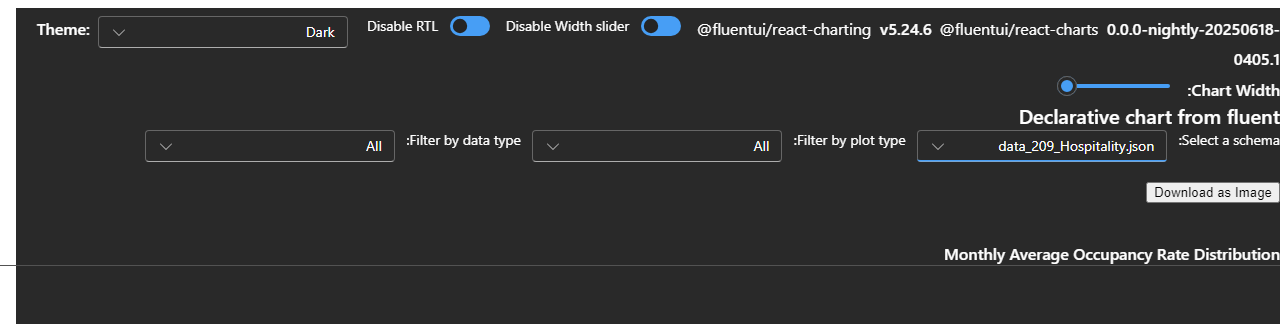 Theme: Dark Disable RTL Disable Width slider @fluentui/react-charting v5.24.6 @fluentui/react-charts 0.0.0-nightly-20250618-
0405.1
:Chart Width
Declarative chart from fluent
:Select a schema data_209_Hospitality.json :Filter by plot type All :Filter by data type All
Download as Image
Monthly Average Occupancy Rate Distribution